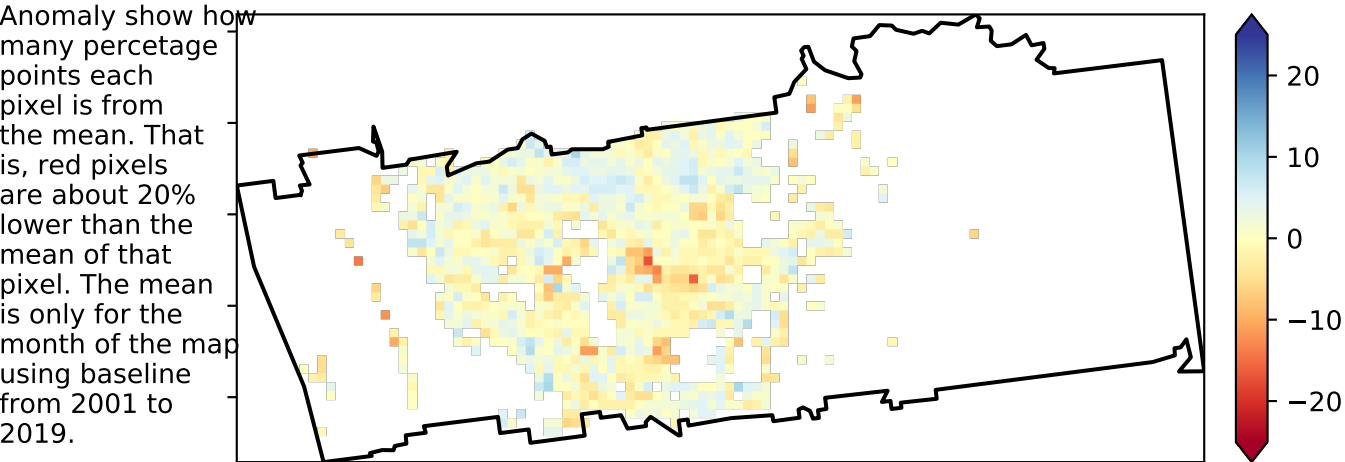 Anomaly show how
many percetage
points each
pixel is from
the mean. That
is, red pixels
are about 20%
lower than the
mean of that
pixel. The mean
is only for the
month of the map
using baseline
from 2001 to
2019.
20
10
0
−10
−20